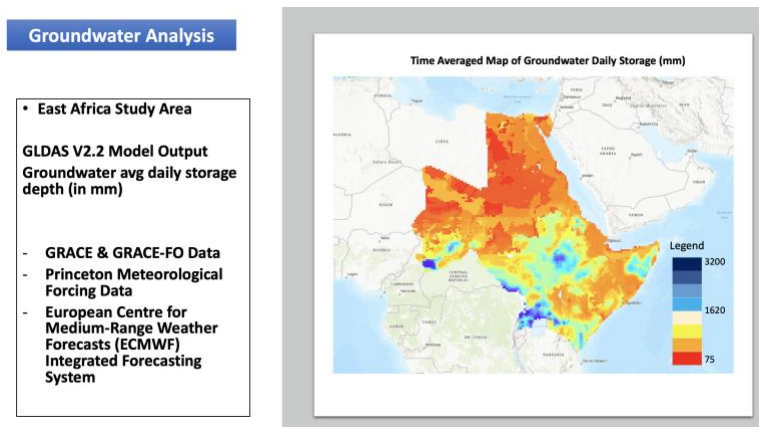 Groundwater Analysis
• East Africa Study Area
GLDAS V2.2 Model Output
Groundwater avg daily storage
depth (in mm)
- GRACE & GRACE-FO Data
- Princeton Meteorological
Forcing Data
- European Centre for
Medium-Range Weather
Forecasts (ECMWF)
Integrated Forecasting
System
Time Averaged Map of Groundwater Daily Storage (mm)
Legend
3200
1620
75